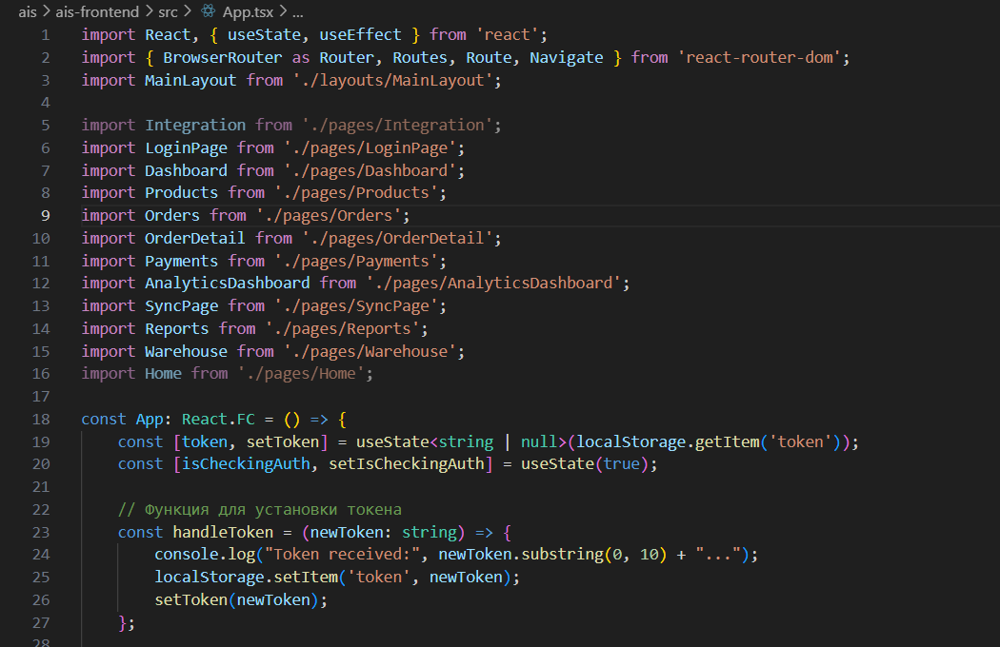 ais > ais-frontend > src > App.tsx > ...
1 import React, { useState, useEffect } from 'react';
2 import { BrowserRouter as Router, Routes, Route, Navigate } from 'react-router-dom';
3 import MainLayout from './layouts/MainLayout';
4
5 import Integration from './pages/Integration';
6 import LoginPage from './pages/LoginPage';
7 import Dashboard from './pages/Dashboard';
8 import Products from './pages/Products';
9 import Orders from './pages/Orders';
10 import OrderDetail from './pages/OrderDetail';
11 import Payments from './pages/Payments';
12 import AnalyticsDashboard from './pages/AnalyticsDashboard';
13 import SyncPage from './pages/SyncPage';
14 import Reports from './pages/Reports';
15 import Warehouse from './pages/Warehouse';
16 import Home from './pages/Home';
17
18 const App: React.FC = () => {
19 const [token, setToken] = useState<string | null>(localStorage.getItem('token'));
20 const [isCheckingAuth, setIsCheckingAuth] = useState(true);
21
22 // Функция для установки токена
23 const handleToken = (newToken: string) => {
24 console.log("Token received:", newToken.substring(0, 10) + "...");
25 localStorage.setItem('token', newToken);
26 setToken(newToken);
27 };
28